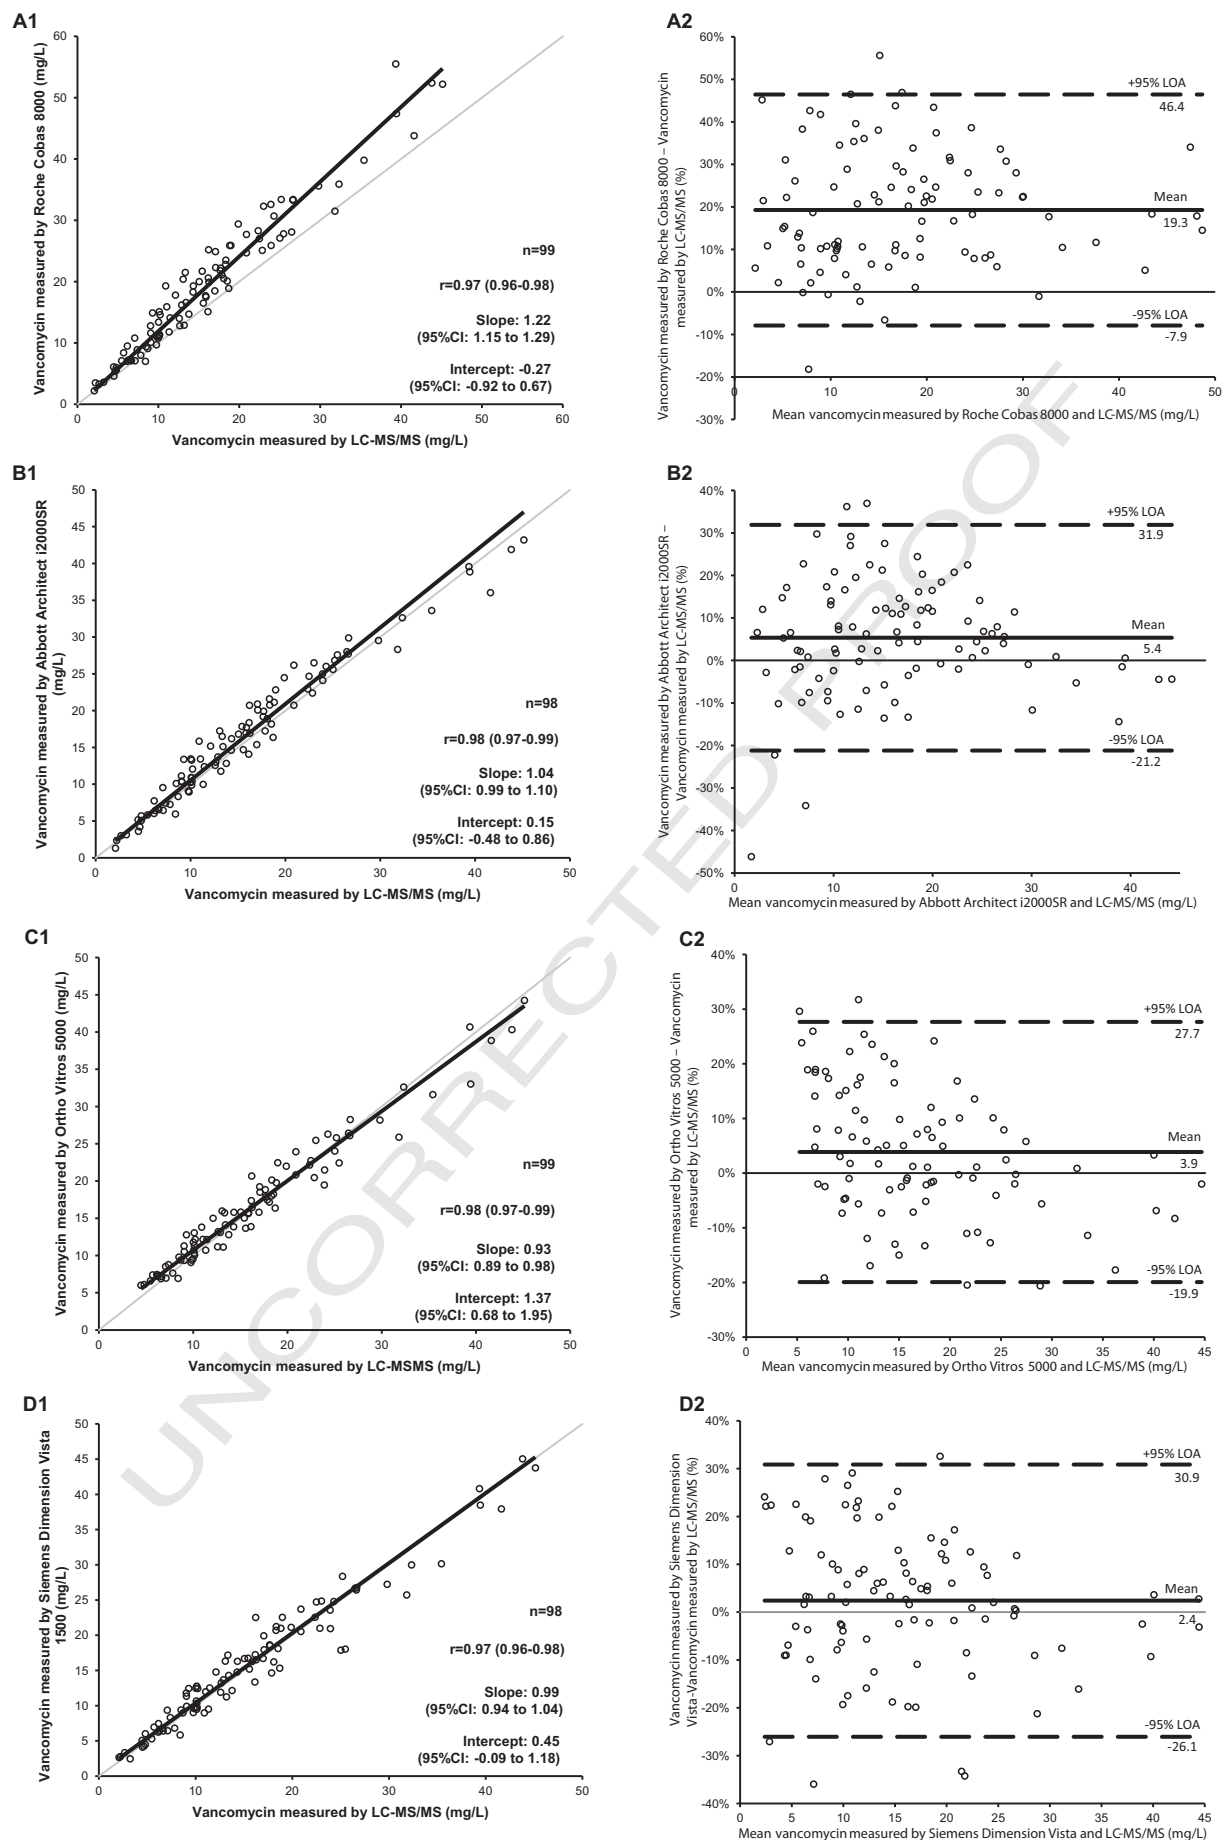 A1
Vancomycin measured by Roche Cobas 8000 (mg/L)
60
50
40
30
20
10
0
0 10 20 30 40 50 60
n=99
r=0.97 (0.96-0.98)
Slope: 1.22
(95%CI: 1.15 to 1.29)
Intercept: -0.27
(95%CI: -0.92 to 0.67)
Vancomycin measured by LC-MS/MS (mg/L)
A2
Vancomycin measured by Roche Cobas 8000 – Vancomycin
measured by LC-MS/MS (%)
60%
50%
40%
30%
20%
10%
0%
-10%
-20%
-30%
0 10 20 30 40 50
+95% LOA
46.4
Mean
19.3
-95% LOA
-7.9
Mean vancomycin measured by Roche Cobas 8000 and LC-MS/MS (mg/L)
B1
Vancomycin measured by Abbott Architect i2000SR
(mg/L)
50
45
40
35
30
25
20
15
10
5
0
0 10 20 30 40 50
n=98
r=0.98 (0.97-0.99)
Slope: 1.04
(95%CI: 0.99 to 1.10)
Intercept: 0.15
(95%CI: -0.48 to 0.86)
Vancomycin measured by LC-MS/MS (mg/L)
B2
Vancomycin measured by Abbott Architect i2000SR –
Vancomycin measured by LC-MS/MS (%)
40%
30%
20%
10%
0%
-10%
-20%
-30%
-40%
-50%
0 10 20 30 40
+95% LOA
31.9
Mean
5.4
-95% LOA
-21.2
Mean vancomycin measured by Abbott Architect i2000SR and LC-MS/MS (mg/L)
C1
Vancomycin measured by Ortho Vitros 5000 (mg/L)
50
45
40
35
30
25
20
15
10
5
0
0 10 20 30 40 50
n=99
r=0.98 (0.97-0.99)
Slope: 0.93
(95%CI: 0.89 to 0.98)
Intercept: 1.37
(95%CI: 0.68 to 1.95)
Vancomycin measured by LC-MSMS (mg/L)
C2
Vancomycin measured by Ortho Vitros 5000 – Vancomycin
measured by LC-MS/MS (%)
40%
30%
20%
10%
0%
-10%
-20%
-30%
0 5 10 15 20 25 30 35 40 45
+95% LOA
27.7
Mean
3.9
-95% LOA
-19.9
Mean vancomycin measured by Ortho Vitros 5000 and LC-MS/MS (mg/L)
D1
Vancomycin measured by Siemens Dimension Vista
1500 (mg/L)
50
45
40
35
30
25
20
15
10
5
0
0 10 20 30 40 50
n=98
r=0.97 (0.96-0.98)
Slope: 0.99
(95%CI: 0.94 to 1.04)
Intercept: 0.45
(95%CI: -0.09 to 1.18)
Vancomycin measured by LC-MS/MS (mg/L)
D2
Vancomycin measured by Siemens Dimension
Vista-Vancomycin measured by LC-MS/MS (%)
40%
30%
20%
10%
0%
-10%
-20%
-30%
-40%
0 5 10 15 20 25 30 35 40 45
+95% LOA
30.9
Mean
2.4
-95% LOA
-26.1
Mean vancomycin measured by Siemens Dimension Vista and LC-MS/MS (mg/L)
UNCORRECTED PROOF